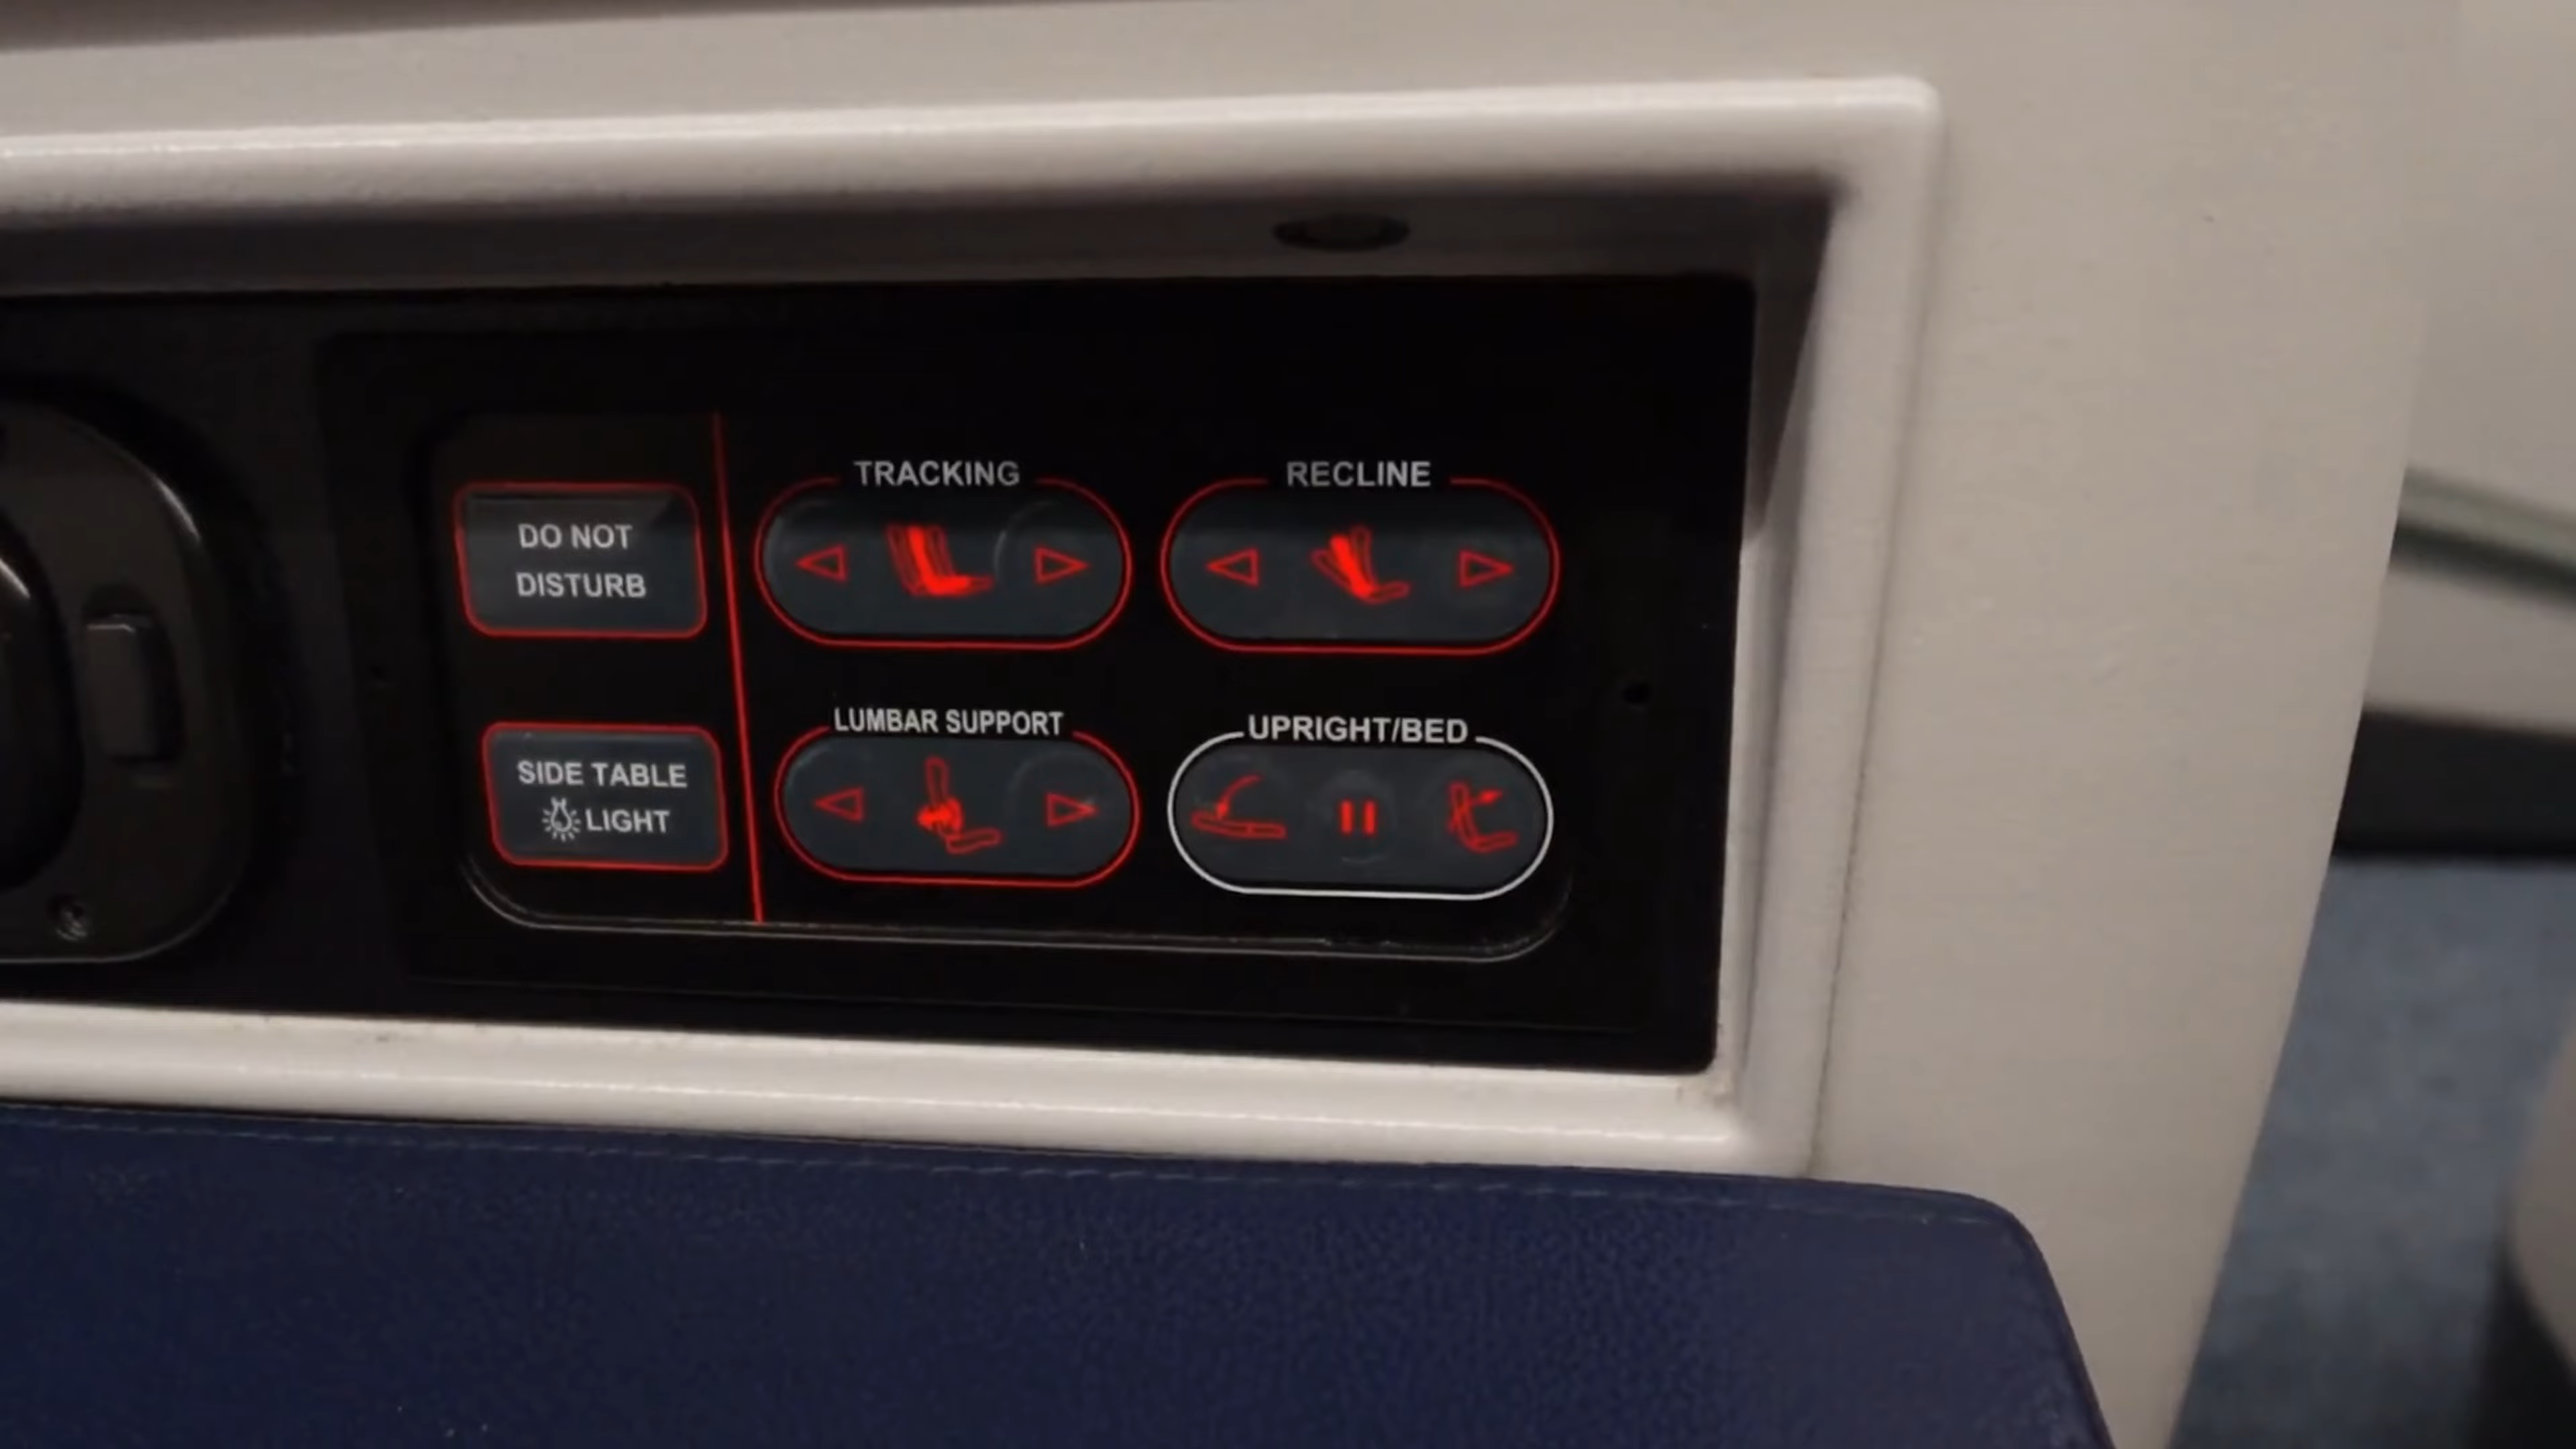 TRACKING
RECLINE
DO NOT
DISTURB
LUMBAR SUPPORT
UPRIGHT/BED
SIDE TABLE
LIGHT